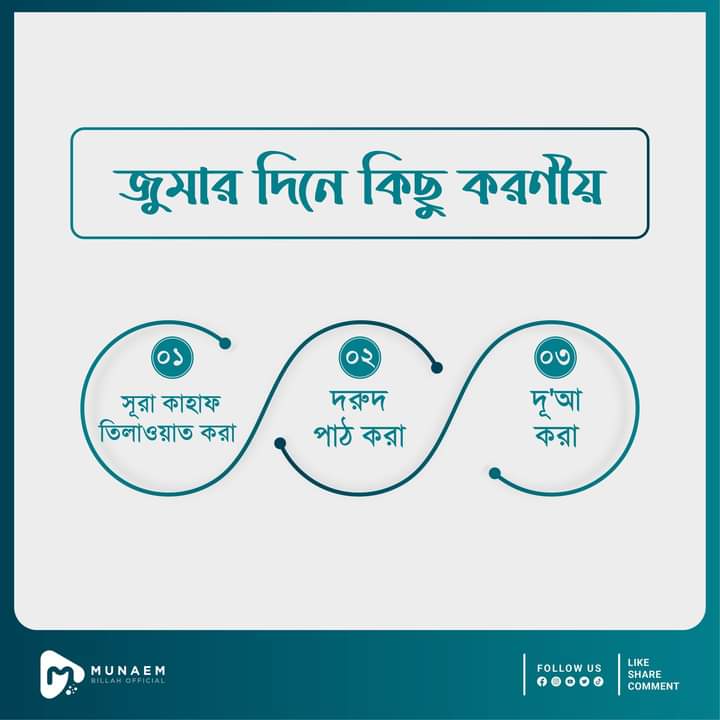 জুমার দিনে কিছু করণীয়
০১
সূরা কাহাফ
তিলাওয়াত করা
০২
দরুদ
পাঠ করা
০৩
দূ'আ
করা
MUNAEM
BILLAH OFFICIAL
FOLLOW US
LIKE
SHARE
COMMENT